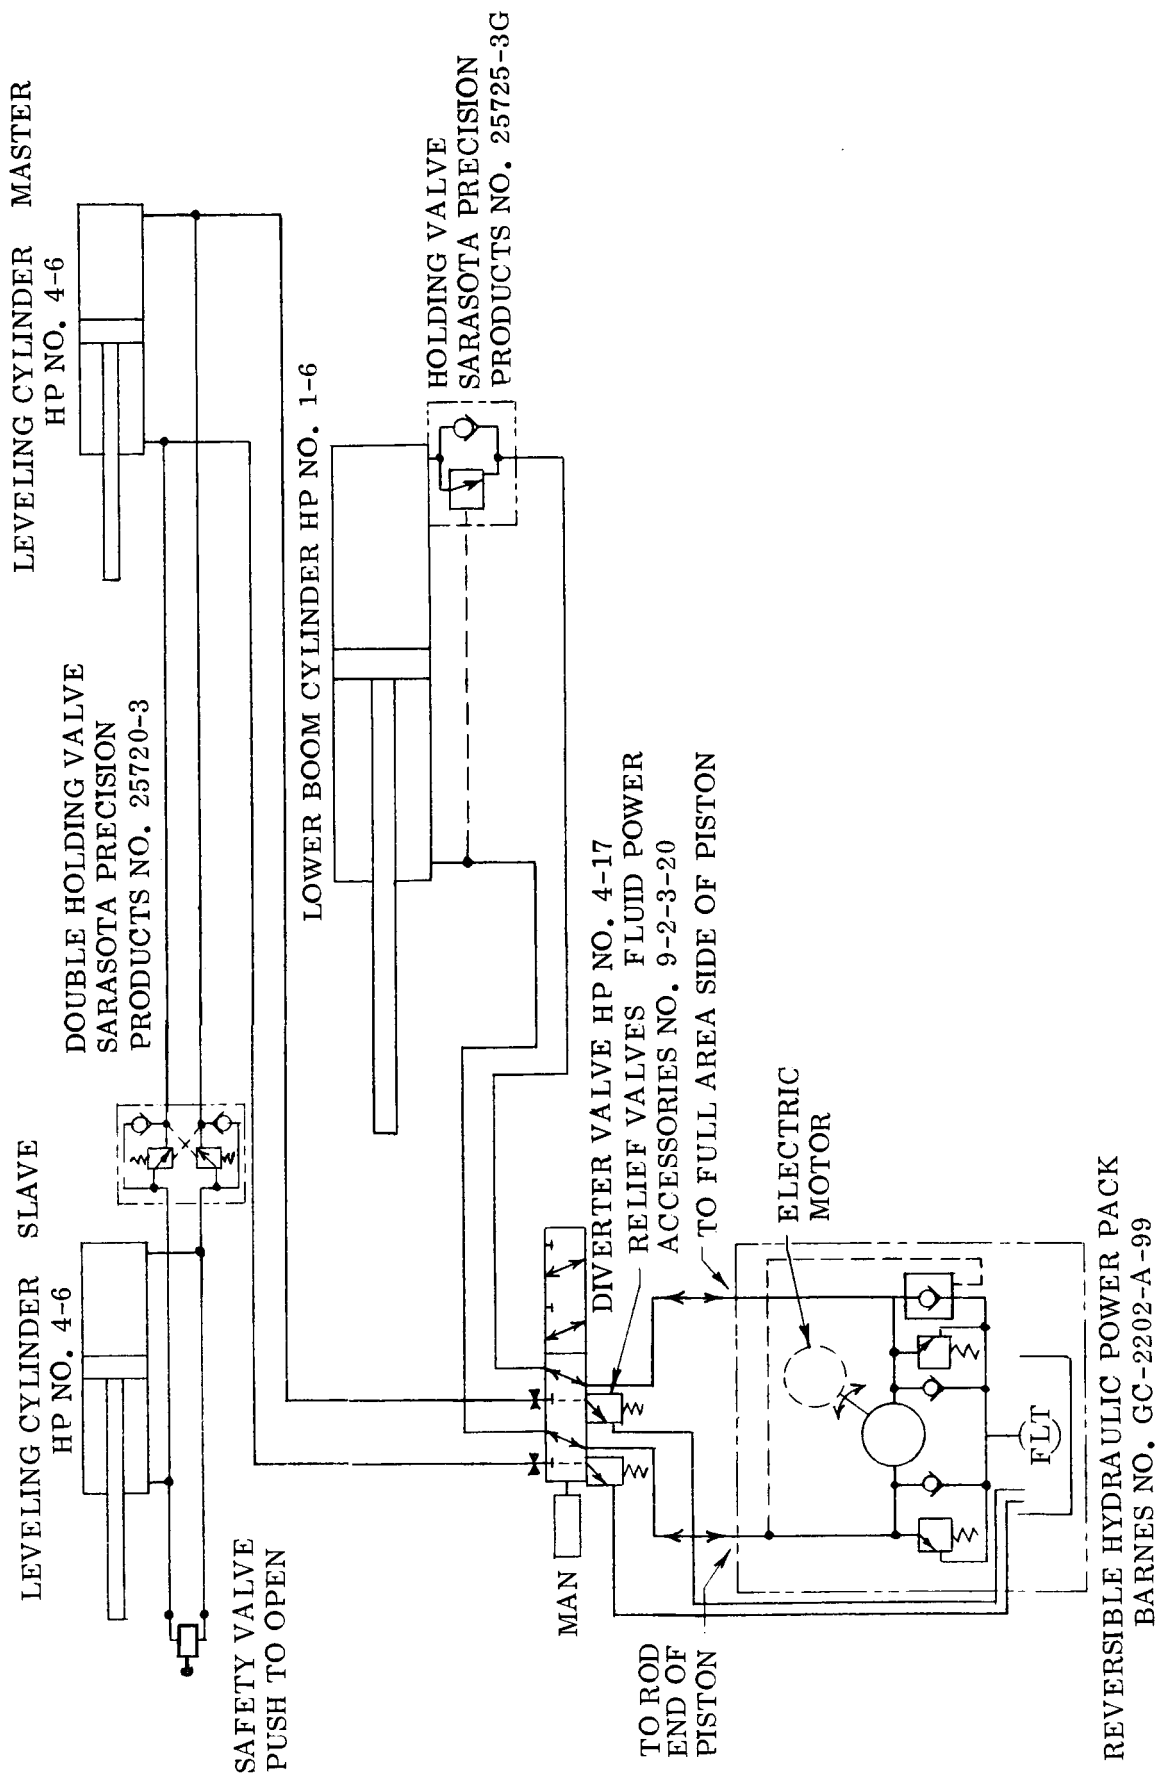 LEVELING CYLINDER SLAVE
HP NO. 4-6
DOUBLE HOLDING VALVE
SARASOTA PRECISION
PRODUCTS NO. 25720-3
LEVELING CYLINDER MASTER
HP NO. 4-6
SAFETY VALVE
PUSH TO OPEN
LOWER BOOM CYLINDER HP NO. 1-6
HOLDING VALVE
SARASOTA PRECISION
PRODUCTS NO. 25725-3G
MAN
DIVERTER VALVE HP NO. 4-17
RELIEF VALVES FLUID POWER
ACCESSORIES NO. 9-2-3-20
TO FULL AREA SIDE OF PISTON
TO ROD
END OF
PISTON
ELECTRIC
MOTOR
FLT
REVERSIBLE HYDRAULIC POWER PACK
BARNES NO. GC-2202-A-99